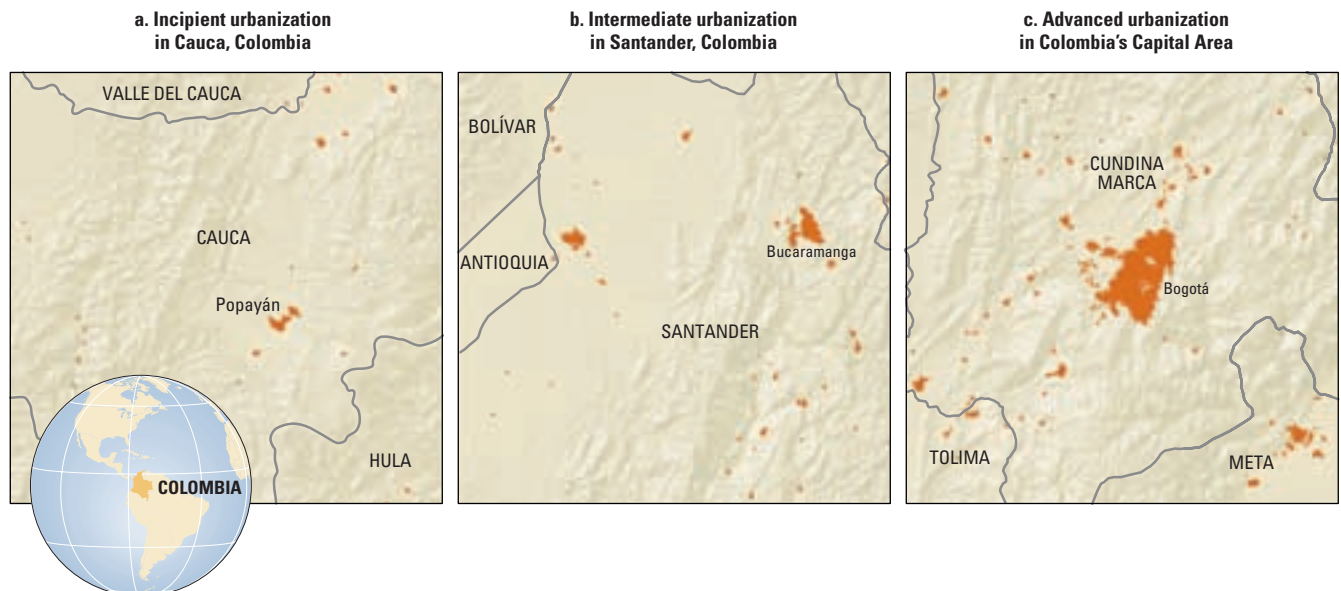 a. Incipient urbanization
in Cauca, Colombia
VALLE DEL CAUCA
CAUCA
Popayán
HULA
COLOMBIA
b. Intermediate urbanization
in Santander, Colombia
BOLÍVAR
ANTIOQUIA
Bucaramanga
SANTANDER
c. Advanced urbanization
in Colombia’s Capital Area
CUNDINA
MARCA
Bogotá
TOLIMA
META